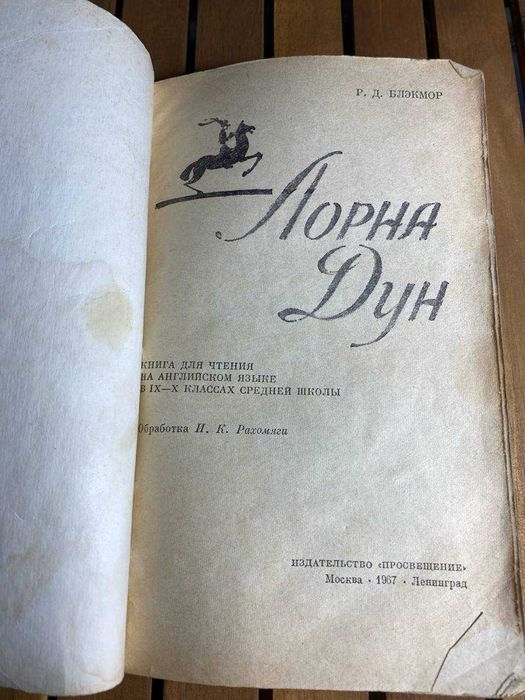 Р. Д. БЛЭКМОР
Лорна
Дун
КНИГА ДЛЯ ЧТЕНИЯ
НА АНГЛИЙСКОМ ЯЗЫКЕ
В IX—X КЛАССАХ СРЕДНЕЙ ШКОЛЫ
Обработка И. К. Рахомяги
ИЗДАТЕЛЬСТВО «ПРОСВЕЩЕНИЕ»
Москва · 1967 · Ленинград